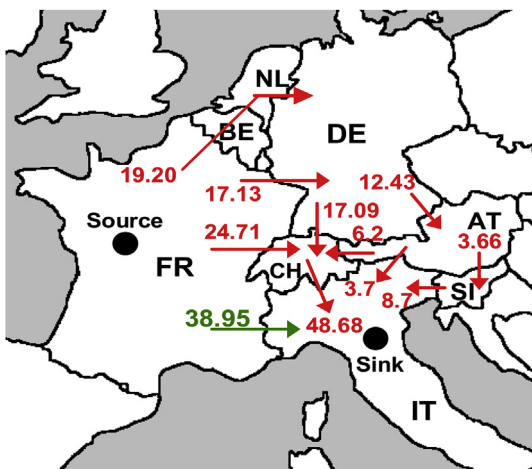 NL
BE
DE
19.20
17.13
12.43
17.09
AT
Source
24.71
6.2
3.66
FR
CH
3.7
SI
8.7
38.95
48.68
Sink
IT